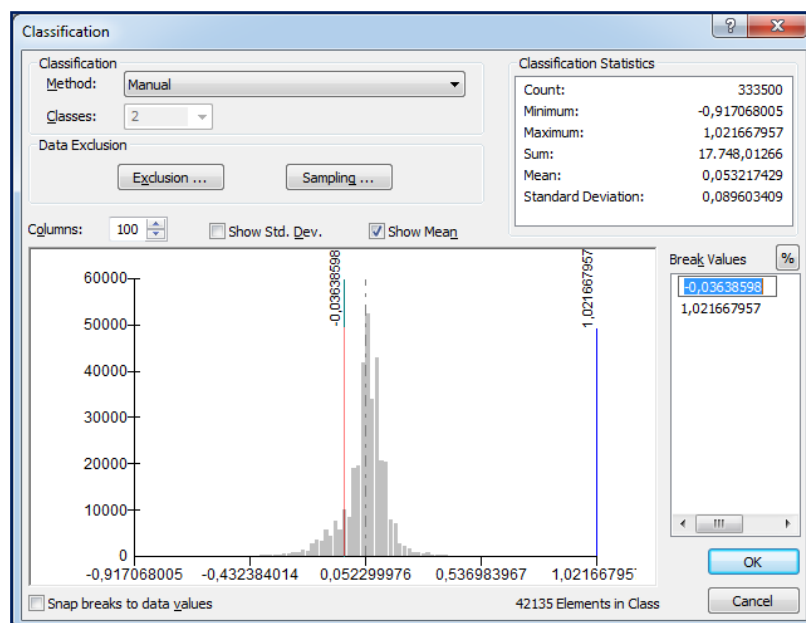 Classification
Classification
Method: Manual
Classes: 2
Data Exclusion
Exclusion ...
Sampling ...
Classification Statistics
Count: 333500
Minimum: -0,917068005
Maximum: 1,021667957
Sum: 17.748,01266
Mean: 0,053217429
Standard Deviation: 0,089603409
Columns: 100
Show Std. Dev.
Show Mean
Break Values
%
-0,03638598
1,021667957
-0,03638598
1,021667957
60000
50000
40000
30000
20000
10000
0
-0,917068005 -0,432384014 0,052299976 0,536983967 1,02166795
Snap breaks to data values
42135 Elements in Class
OK
Cancel